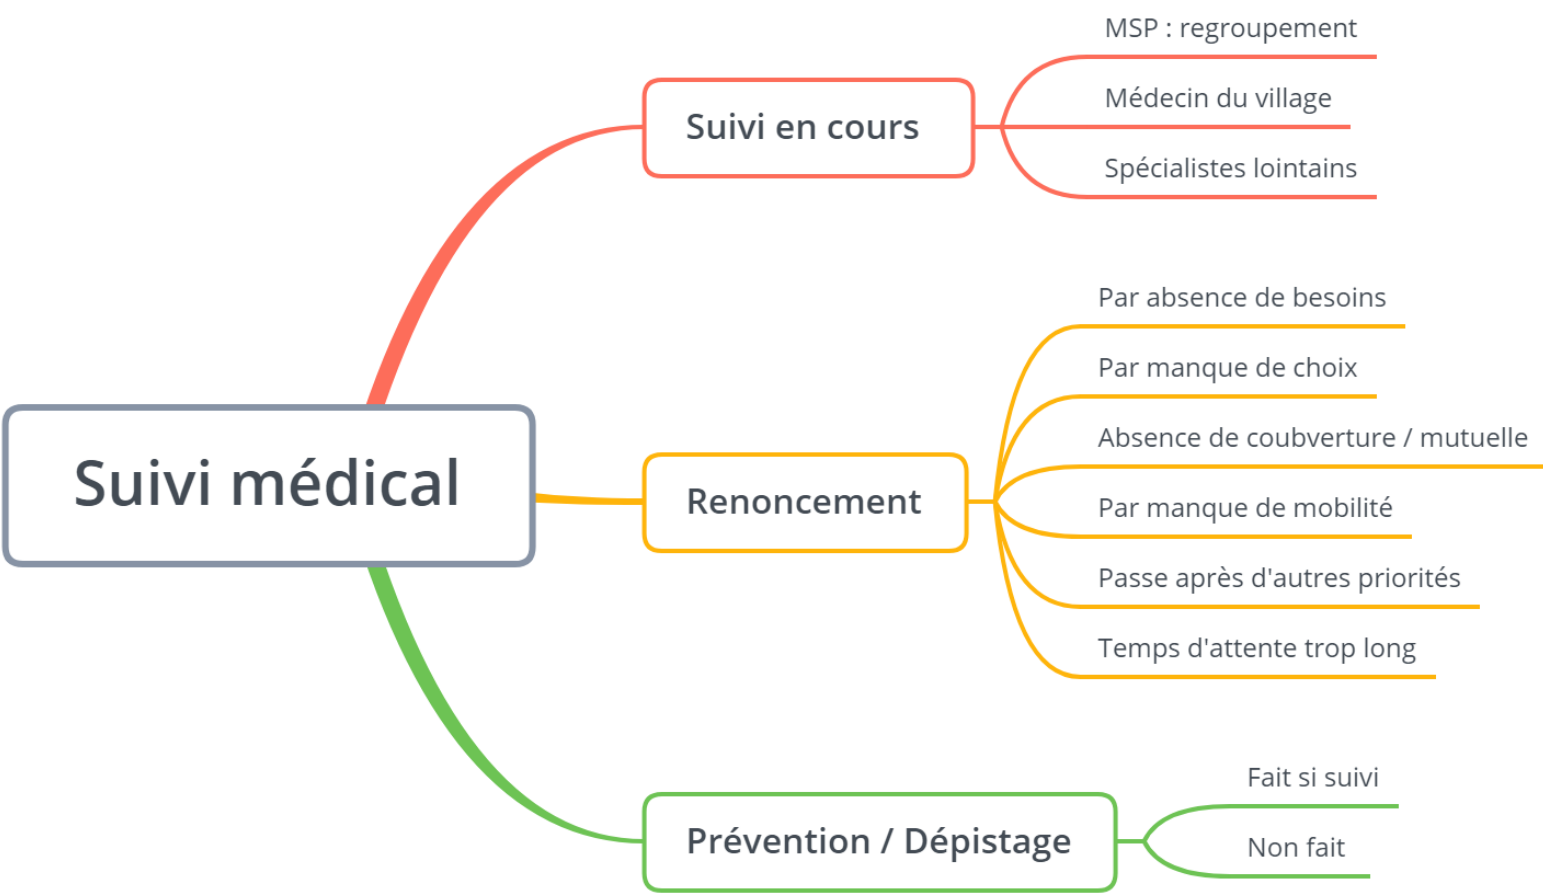 Suivi médical
Suivi en cours
MSP : regroupement
Médecin du village
Spécialistes lointains
Renoncement
Par absence de besoins
Par manque de choix
Absence de coubverture / mutuelle
Par manque de mobilité
Passe après d'autres priorités
Temps d'attente trop long
Prévention / Dépistage
Fait si suivi
Non fait